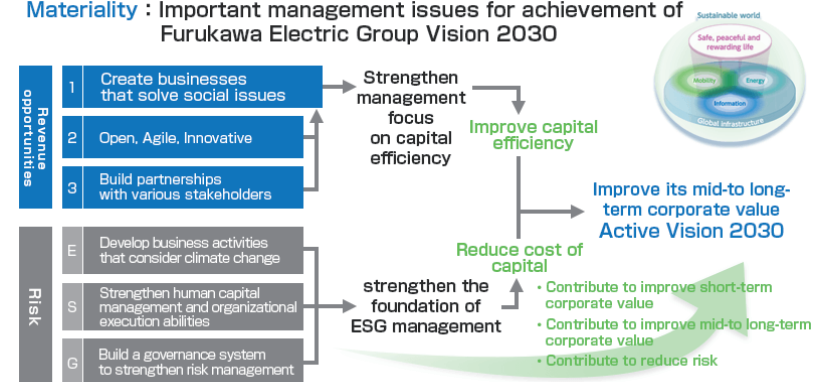 Materiality : Important management issues for achievement of
Furukawa Electric Group Vision 2030
Sustainable world
Safe, peaceful and
rewarding life
Mobility
Energy
Information
Global infrastructure
Revenue
opportunities
1
Create businesses
that solve social issues
2
Open, Agile, Innovative
3
Build partnerships
with various stakeholders
Strengthen
management
focus
on capital
efficiency
Improve capital
efficiency
Improve its mid-to long-
term corporate value
Active Vision 2030
Risk
E
Develop business activities
that consider climate change
S
Strengthen human capital
management and organizational
execution abilities
G
Build a governance system
to strengthen risk management
strengthen the
foundation of
ESG management
Reduce cost of
capital
• Contribute to improve short-term
corporate value
• Contribute to improve mid-to long-term
corporate value
• Contribute to reduce risk